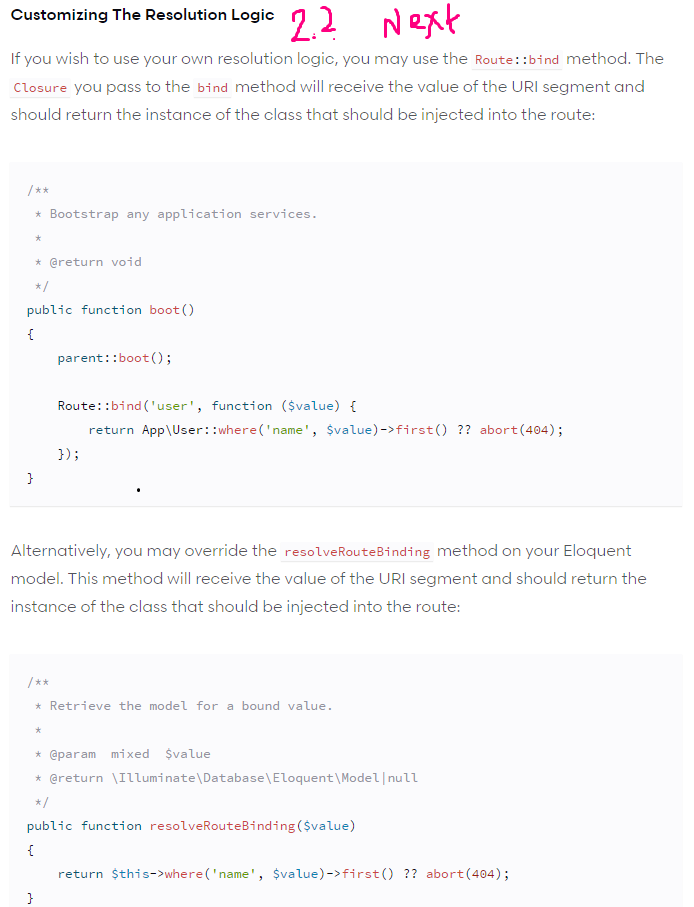 Customizing The Resolution Logic 2.2 Next
If you wish to use your own resolution logic, you may use the Route::bind method. The
Closure you pass to the bind method will receive the value of the URI segment and
should return the instance of the class that should be injected into the route:
/**
 * Bootstrap any application services.
 *
 * @return void
 */
public function boot()
{
    parent::boot();

    Route::bind('user', function ($value) {
        return App\User::where('name', $value)->first() ?? abort(404);
    });
}
Alternatively, you may override the resolveRouteBinding method on your Eloquent
model. This method will receive the value of the URI segment and should return the
instance of the class that should be injected into the route:
/**
 * Retrieve the model for a bound value.
 *
 * @param  mixed  $value
 * @return \Illuminate\Database\Eloquent\Model|null
 */
public function resolveRouteBinding($value)
{
    return $this->where('name', $value)->first() ?? abort(404);
}